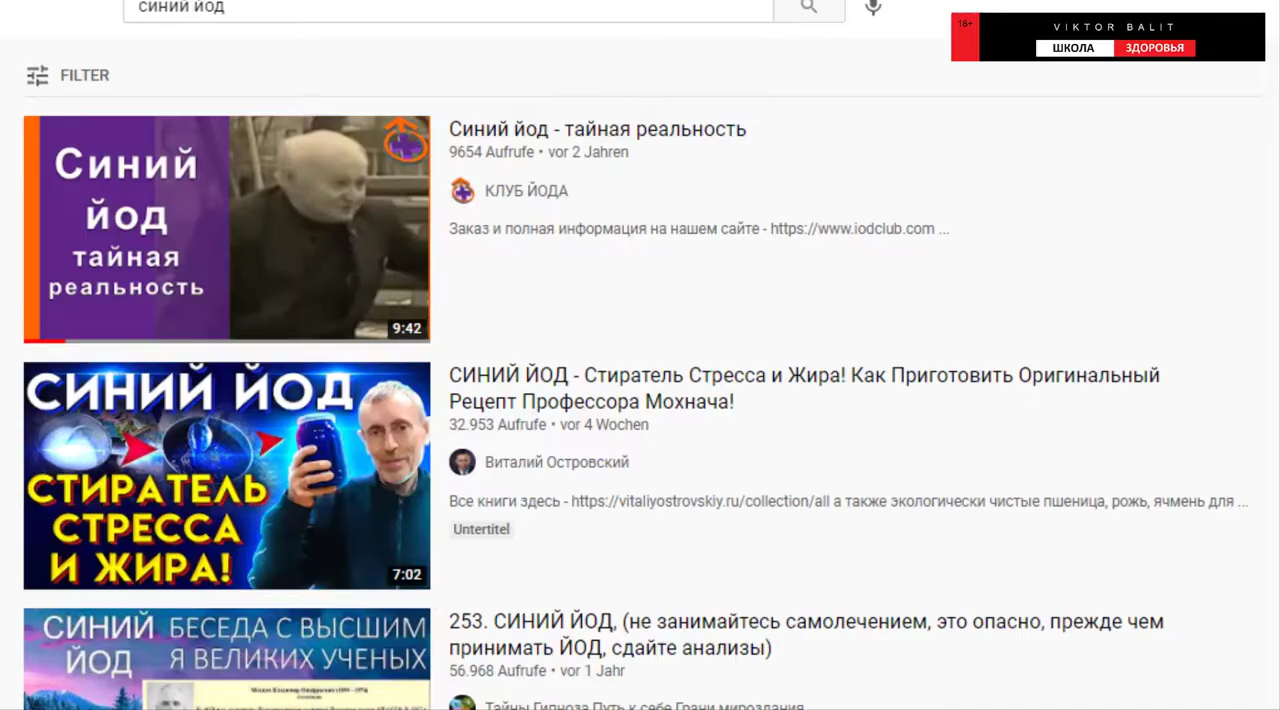 синий йод
18+
VIKTOR BALIT
ШКОЛА ЗДОРОВЬЯ
FILTER
Синий
йод
тайная
реальность
9:42
Синий йод - тайная реальность
9654 Aufrufe • vor 2 Jahren
КЛУБ ЙОДА
Заказ и полная информация на нашем сайте - https://www.iodclub.com ...
СИНИЙ ЙОД
СТИРАТЕЛЬ
СТРЕССА
И ЖИРА!
7:02
СИНИЙ ЙОД - Стиратель Стресса и Жира! Как Приготовить Оригинальный
Рецепт Профессора Мохнача!
32.953 Aufrufe • vor 4 Wochen
Виталий Островский
Все книги здесь - https://vitaliyostrovskiy.ru/collection/all а также экологически чистые пшеница, рожь, ячмень для ...
Untertitel
СИНИЙ БЕСЕДА С ВЫСШИМ
ЙОД Я ВЕЛИКИХ УЧЕНЫХ
253. СИНИЙ ЙОД, (не занимайтесь самолечением, это опасно, прежде чем
принимать ЙОД, сдайте анализы)
56.968 Aufrufe • vor 1 Jahr
Тайны Гипноза Путь к себе Грани мироздания